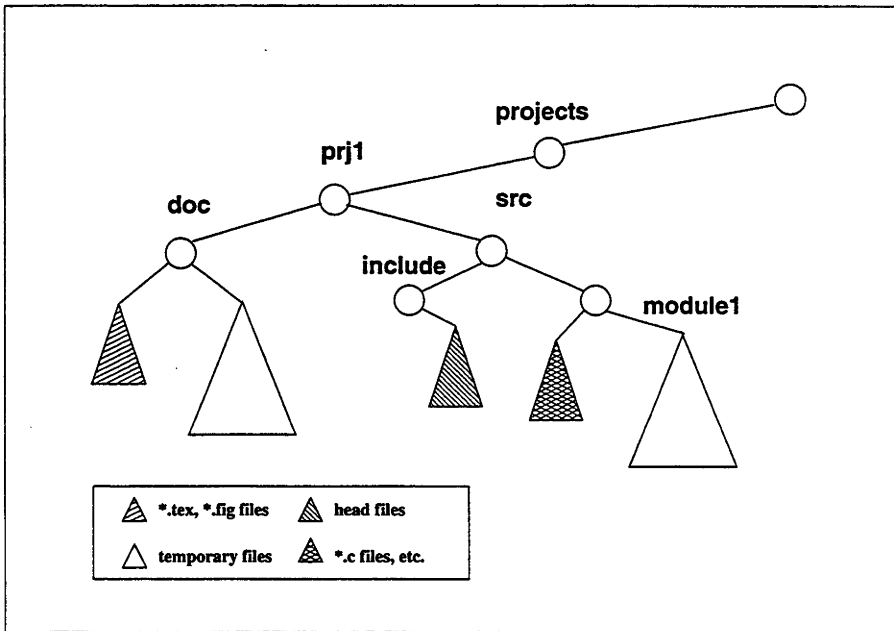 projects
prj1
doc
src
include
module1
*.tex, *.fig files
head files
temporary files
*.c files, etc.